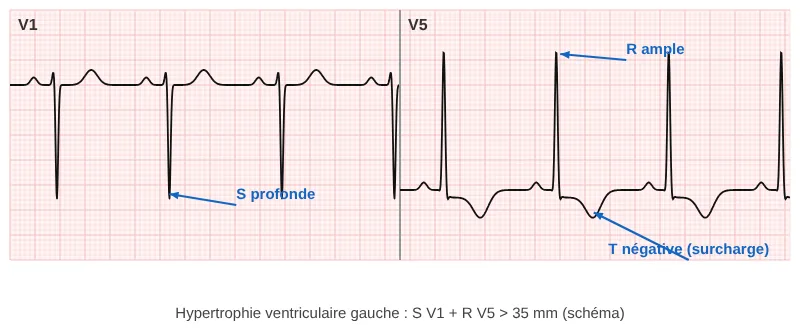 V1
V5
R ample
S profonde
T négative (surcharge)
Hypertrophie ventriculaire gauche : S V1 + R V5 > 35 mm (schéma)